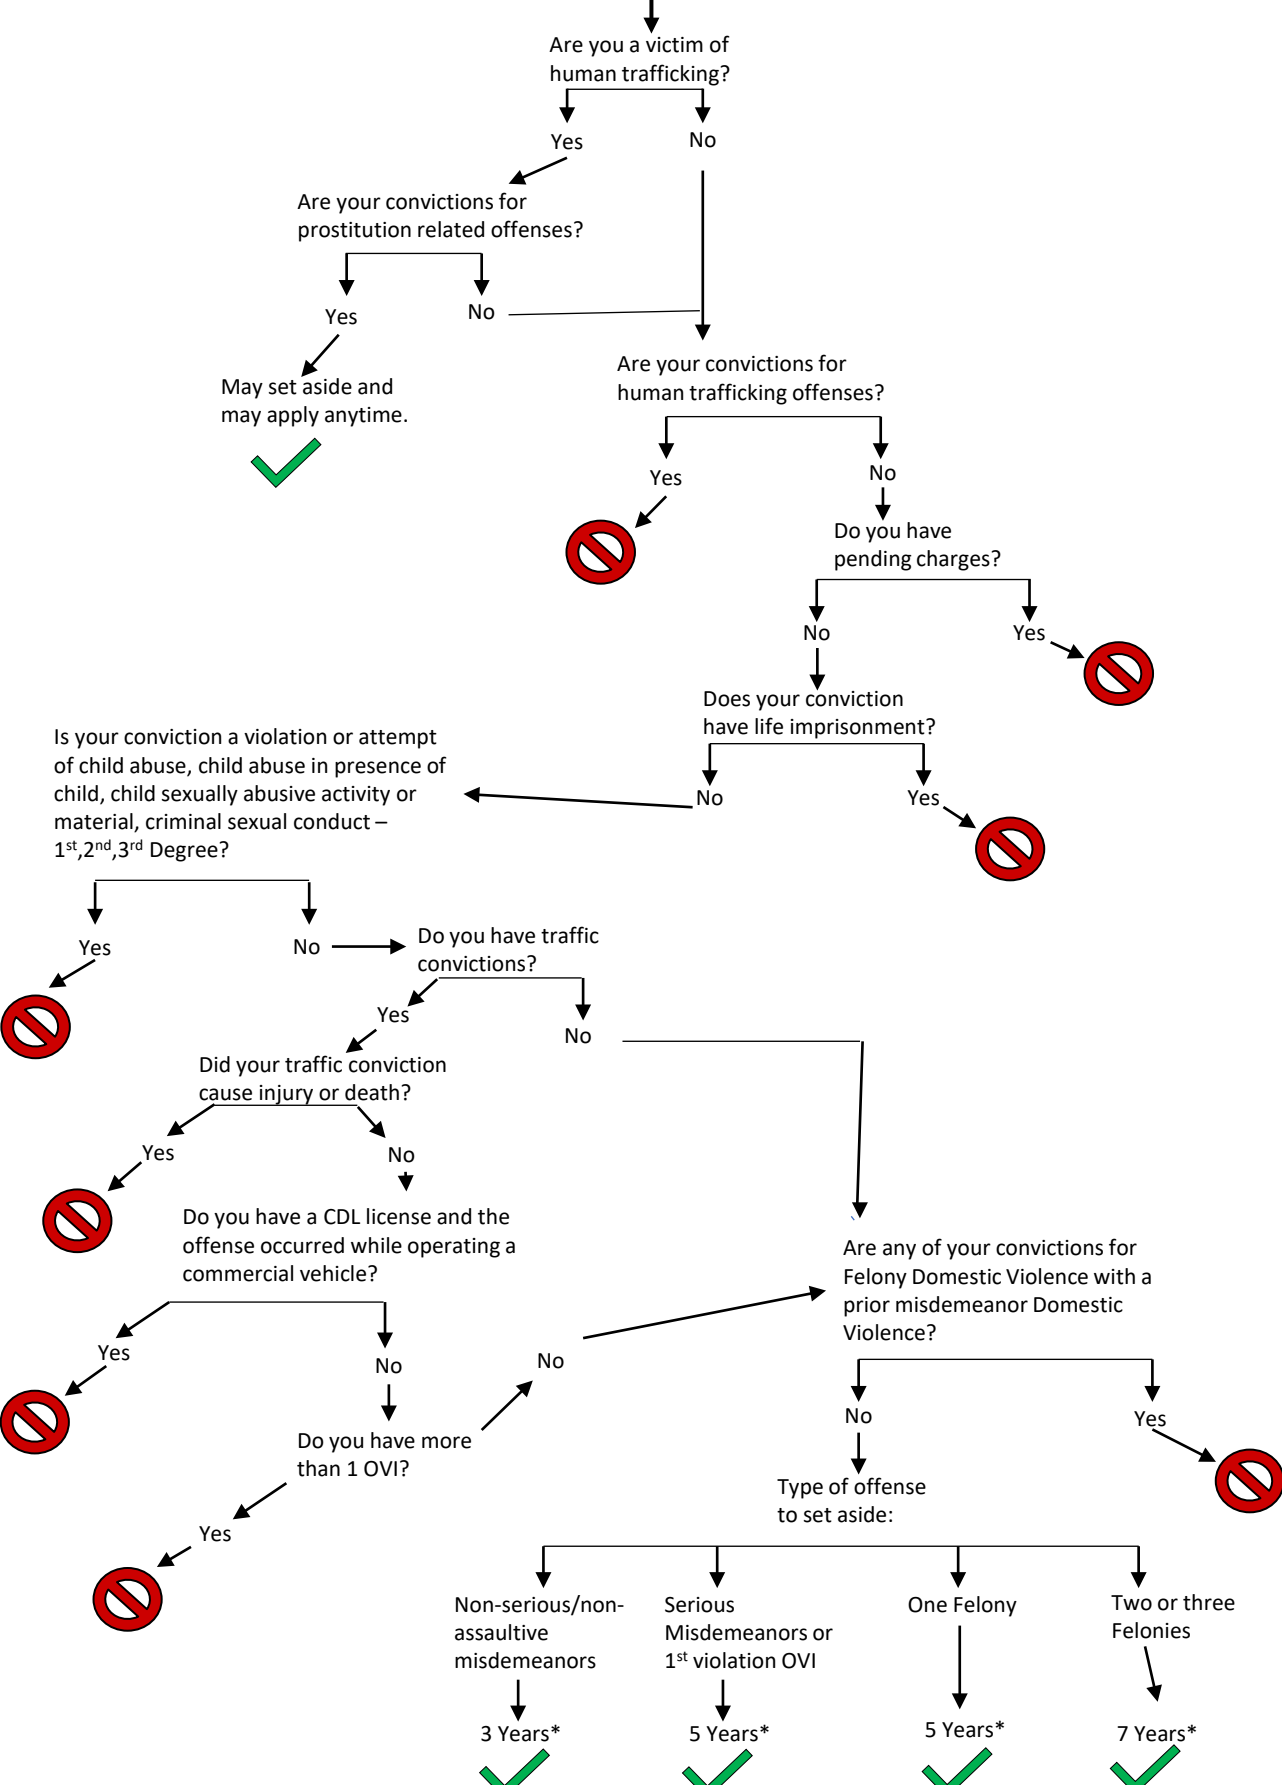 Are you a victim of
human trafficking?
Yes
No
Are your convictions for
prostitution related offenses?
Yes
No
May set aside and
may apply anytime.
Are your convictions for
human trafficking offenses?
Yes
No
Do you have
pending charges?
No
Yes
Does your conviction
have life imprisonment?
No
Yes
Is your conviction a violation or attempt
of child abuse, child abuse in presence of
child, child sexually abusive activity or
material, criminal sexual conduct –
1st,2nd,3rd Degree?
Yes
No
Do you have traffic
convictions?
Yes
No
Did your traffic conviction
cause injury or death?
Yes
No
Do you have a CDL license and the
offense occurred while operating a
commercial vehicle?
Yes
No
Do you have more
than 1 OVI?
Yes
No
Are any of your convictions for
Felony Domestic Violence with a
prior misdemeanor Domestic
Violence?
No
Yes
Type of offense
to set aside:
Non-serious/non-
assaultive
misdemeanors
3 Years*
Serious
Misdemeanors or
1st violation OVI
5 Years*
One Felony
5 Years*
Two or three
Felonies
7 Years*